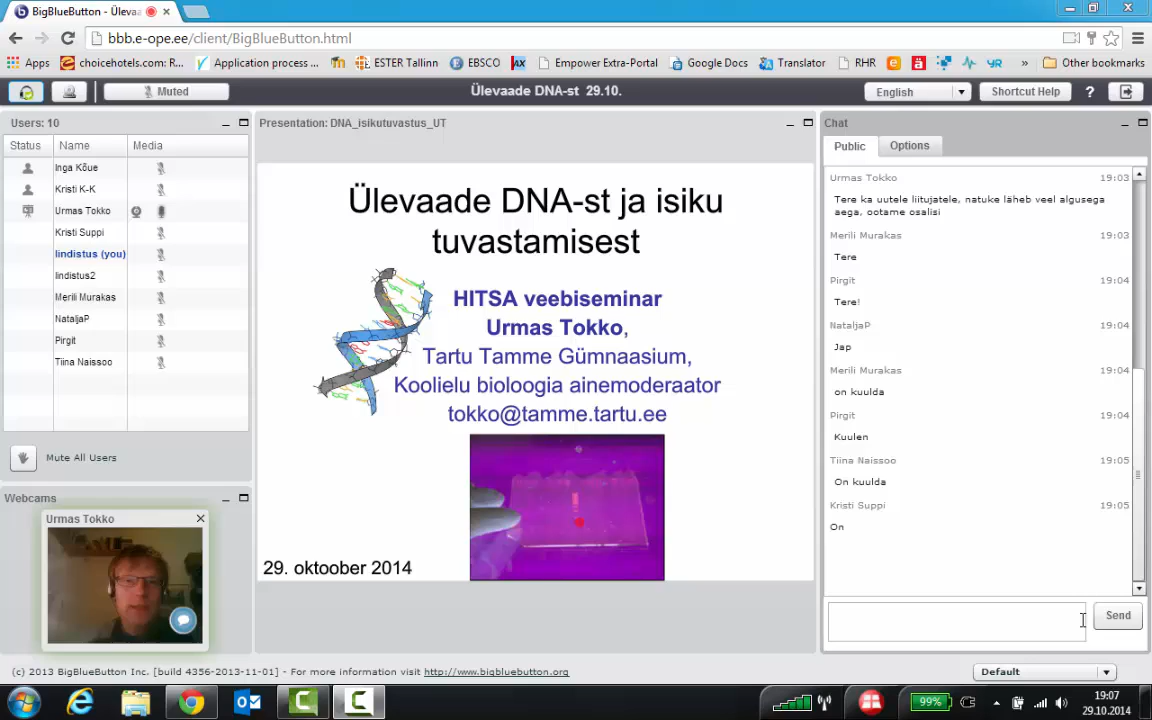 BigBlueButton - Üleva
bbb.e-ope.ee/client/BigBlueButton.html
Apps
choicehotels.com: R...
Application process ...
ESTER Tallinn
EBSCO
AX
Empower Extra-Portal
Google Docs
Translator
RHR
YR
»
Other bookmarks
Muted
Ülevaade DNA-st 29.10.
English
Shortcut Help
?
Users: 10
Status Name Media
Inga Kõue
Kristi K-K
Urmas Tokko
Kristi Suppi
lindistus (you)
lindistus2
Merili Murakas
NataljaP
Pirgit
Tiina Naissoo
Mute All Users
Webcams
Urmas Tokko
Presentation: DNA_isikutuvastus_UT
Ülevaade DNA-st ja isiku
tuvastamisest
HITSA veebiseminar
Urmas Tokko,
Tartu Tamme Gümnaasium,
Koolielu bioloogia ainemoderaator
tokko@tamme.tartu.ee
29. oktoober 2014
Chat
Public Options
Urmas Tokko 19:03
Tere ka uutele liitujatele, natuke läheb veel algusega
aega, ootame osalisi
Merili Murakas 19:03
Tere
Pirgit 19:04
Tere!
NataljaP 19:04
Jap
Merili Murakas 19:04
on kuulda
Pirgit 19:04
Kuulen
Tiina Naissoo 19:05
On kuulda
Kristi Suppi 19:05
On
Send
(c) 2013 BigBlueButton Inc. [build 4356-2013-11-01] - For more information visit http://www.bigbluebutton.org
Default
99%
19:07
29.10.2014